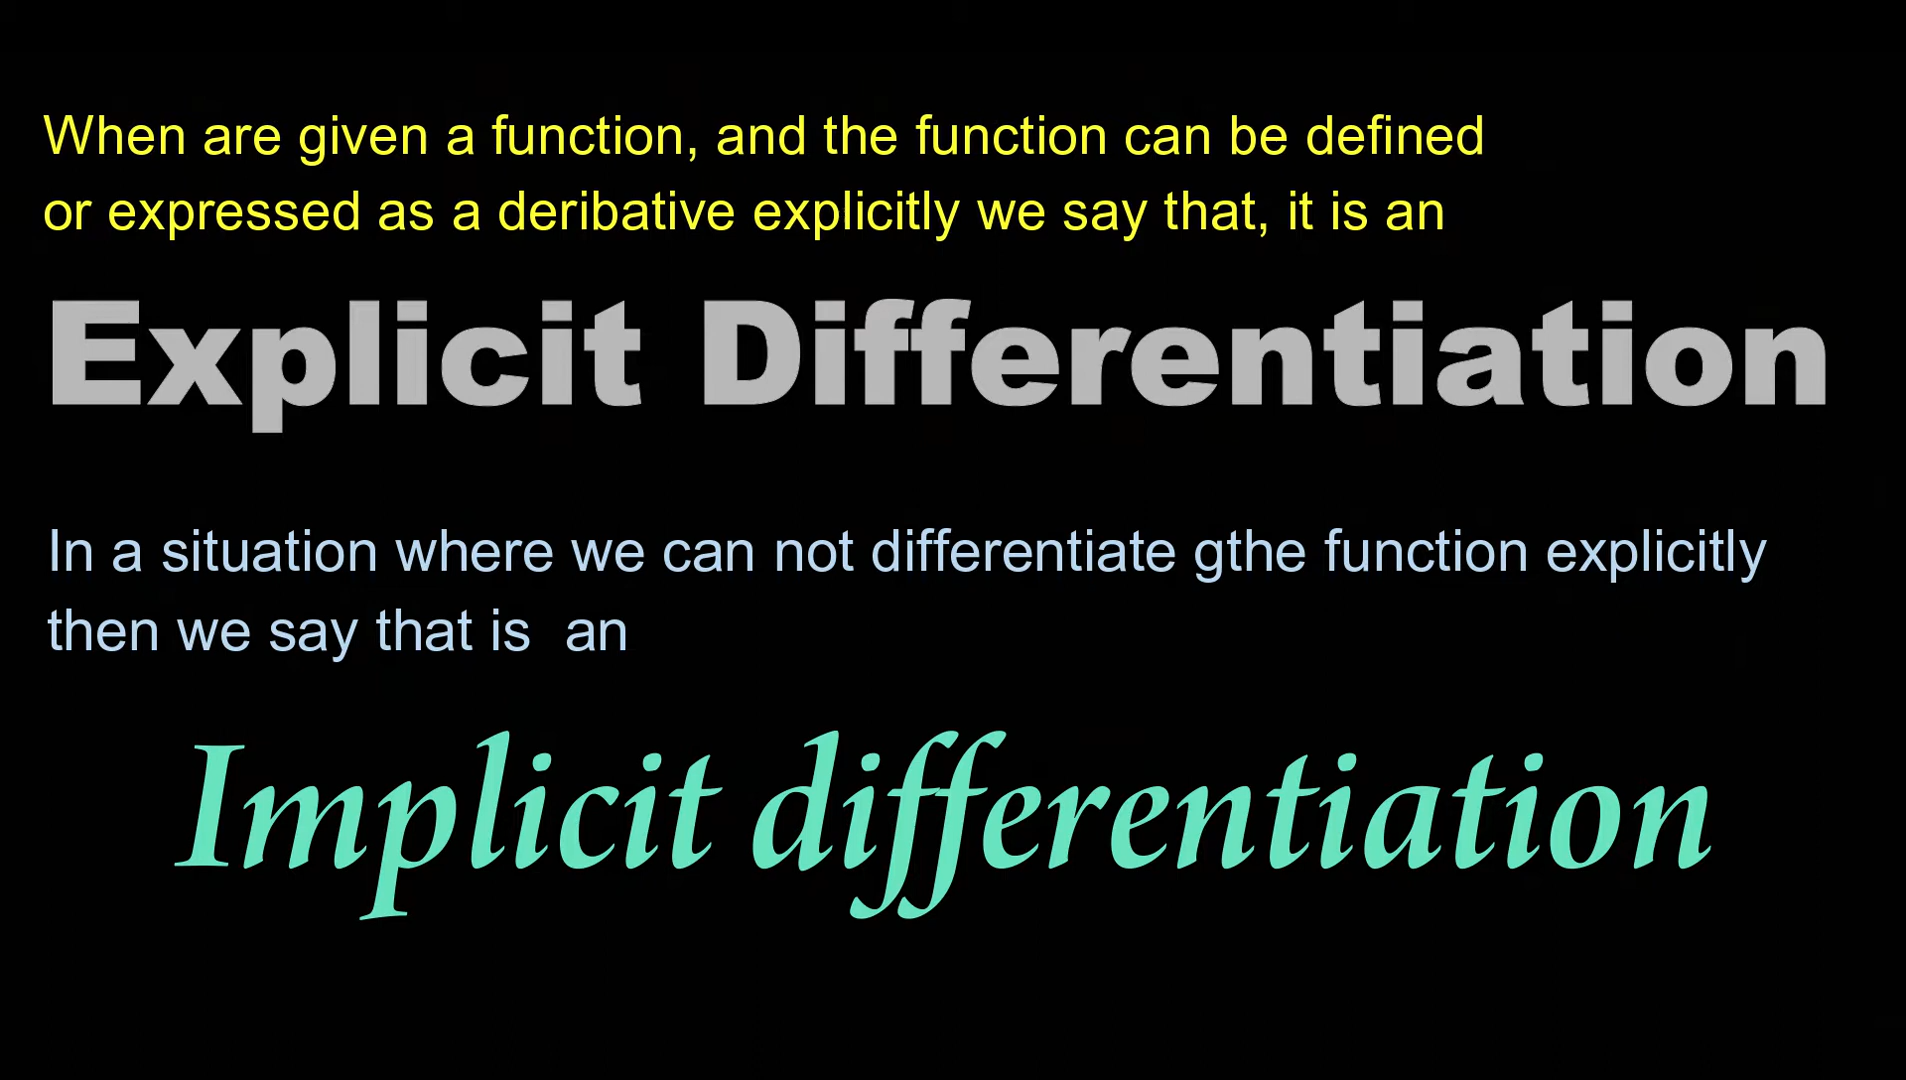 When are given a function, and the function can be defined
or expressed as a deribative explicitly we say that, it is an
Explicit Differentiation
In a situation where we can not differentiate gthe function explicitly
then we say that is  an
Implicit differentiation